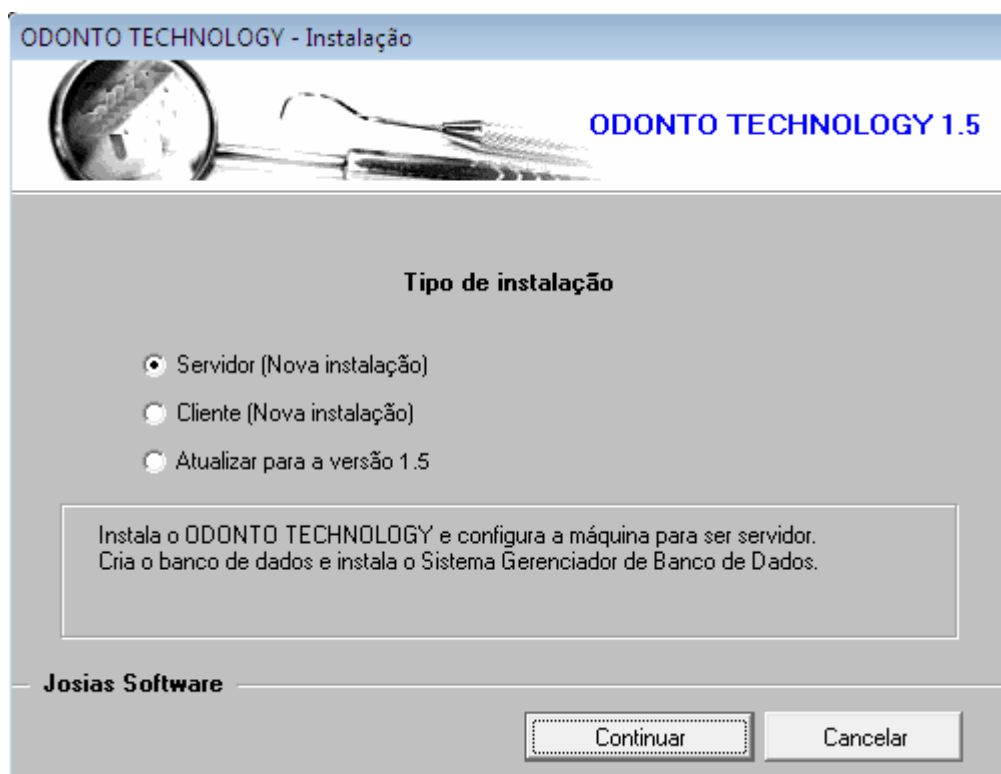 ODONTO TECHNOLOGY - Instalação
ODONTO TECHNOLOGY 1.5
Tipo de instalação
Servidor (Nova instalação)
Cliente (Nova instalação)
Atualizar para a versão 1.5
Instala o ODONTO TECHNOLOGY e configura a máquina para ser servidor.
Cria o banco de dados e instala o Sistema Gerenciador de Banco de Dados.
Josias Software
Continuar
Cancelar